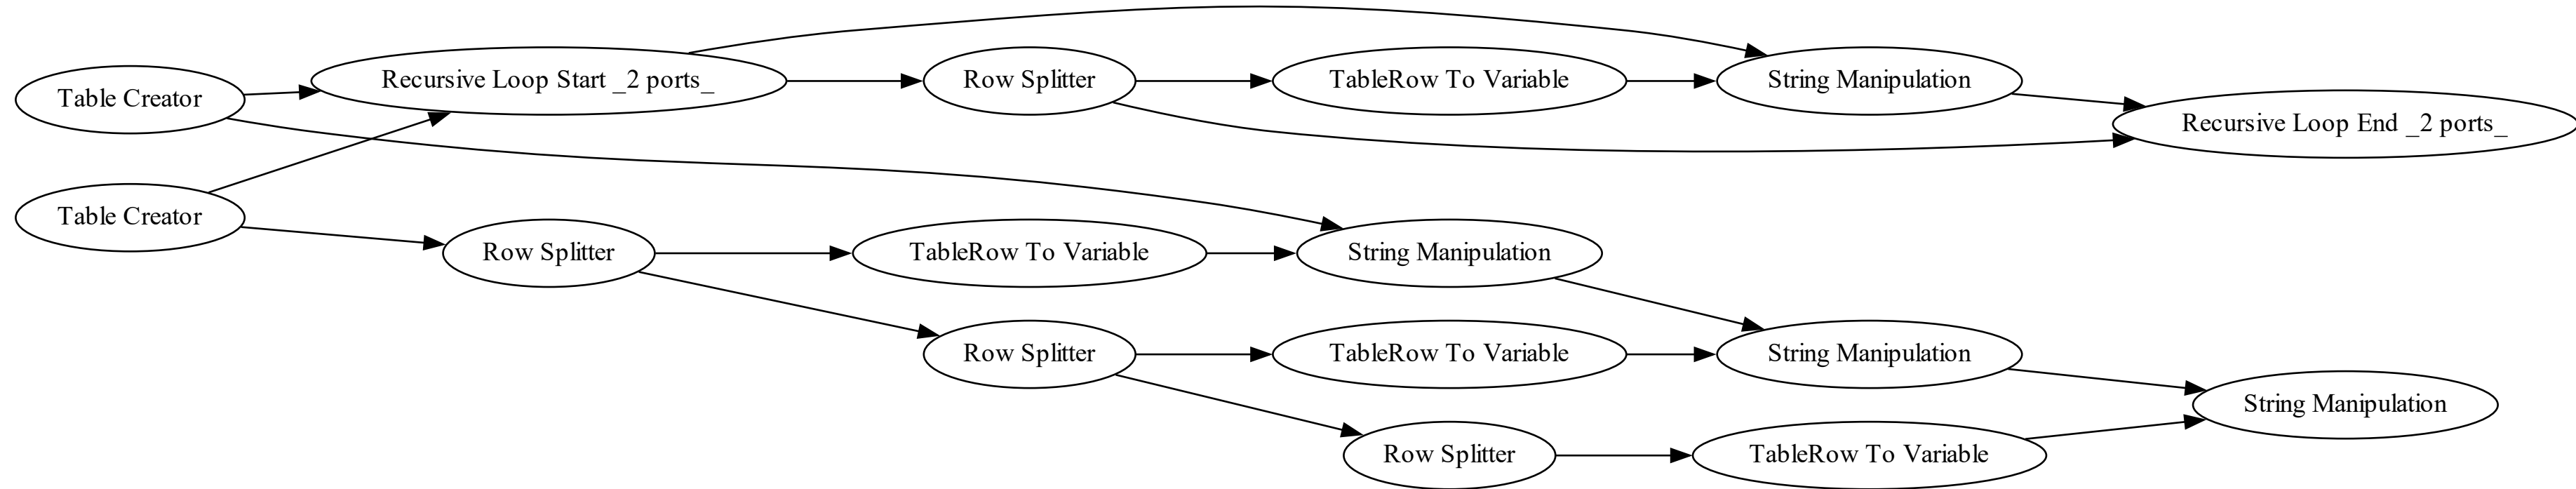 Table Creator
Recursive Loop Start _2 ports_
Row Splitter
TableRow To Variable
String Manipulation
Recursive Loop End _2 ports_
Table Creator
Row Splitter
TableRow To Variable
String Manipulation
Row Splitter
TableRow To Variable
String Manipulation
String Manipulation
Row Splitter
TableRow To Variable